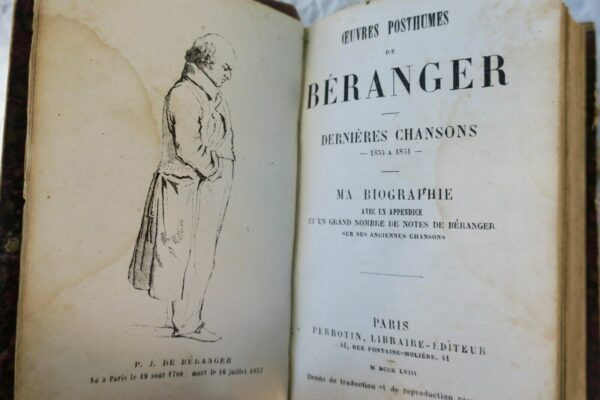 P. J. DE BÉRANGER
Né à Paris le 19 août 1780; mort le 16 juillet 1857
ŒUVRES POSTHUMES
DE
BÉRANGER
DERNIÈRES CHANSONS
— 1834 A 1851 —
MA BIOGRAPHIE
AVEC UN APPENDICE
ET UN GRAND NOMBRE DE NOTES DE BÉRANGER
SUR SES ANCIENNES CHANSONS
PARIS
PERROTIN, LIBRAIRE-ÉDITEUR
41, RUE FONTAINE-MOLIÈRE, 41
M DCCC LVIII
Droits de traduction et de reproduction